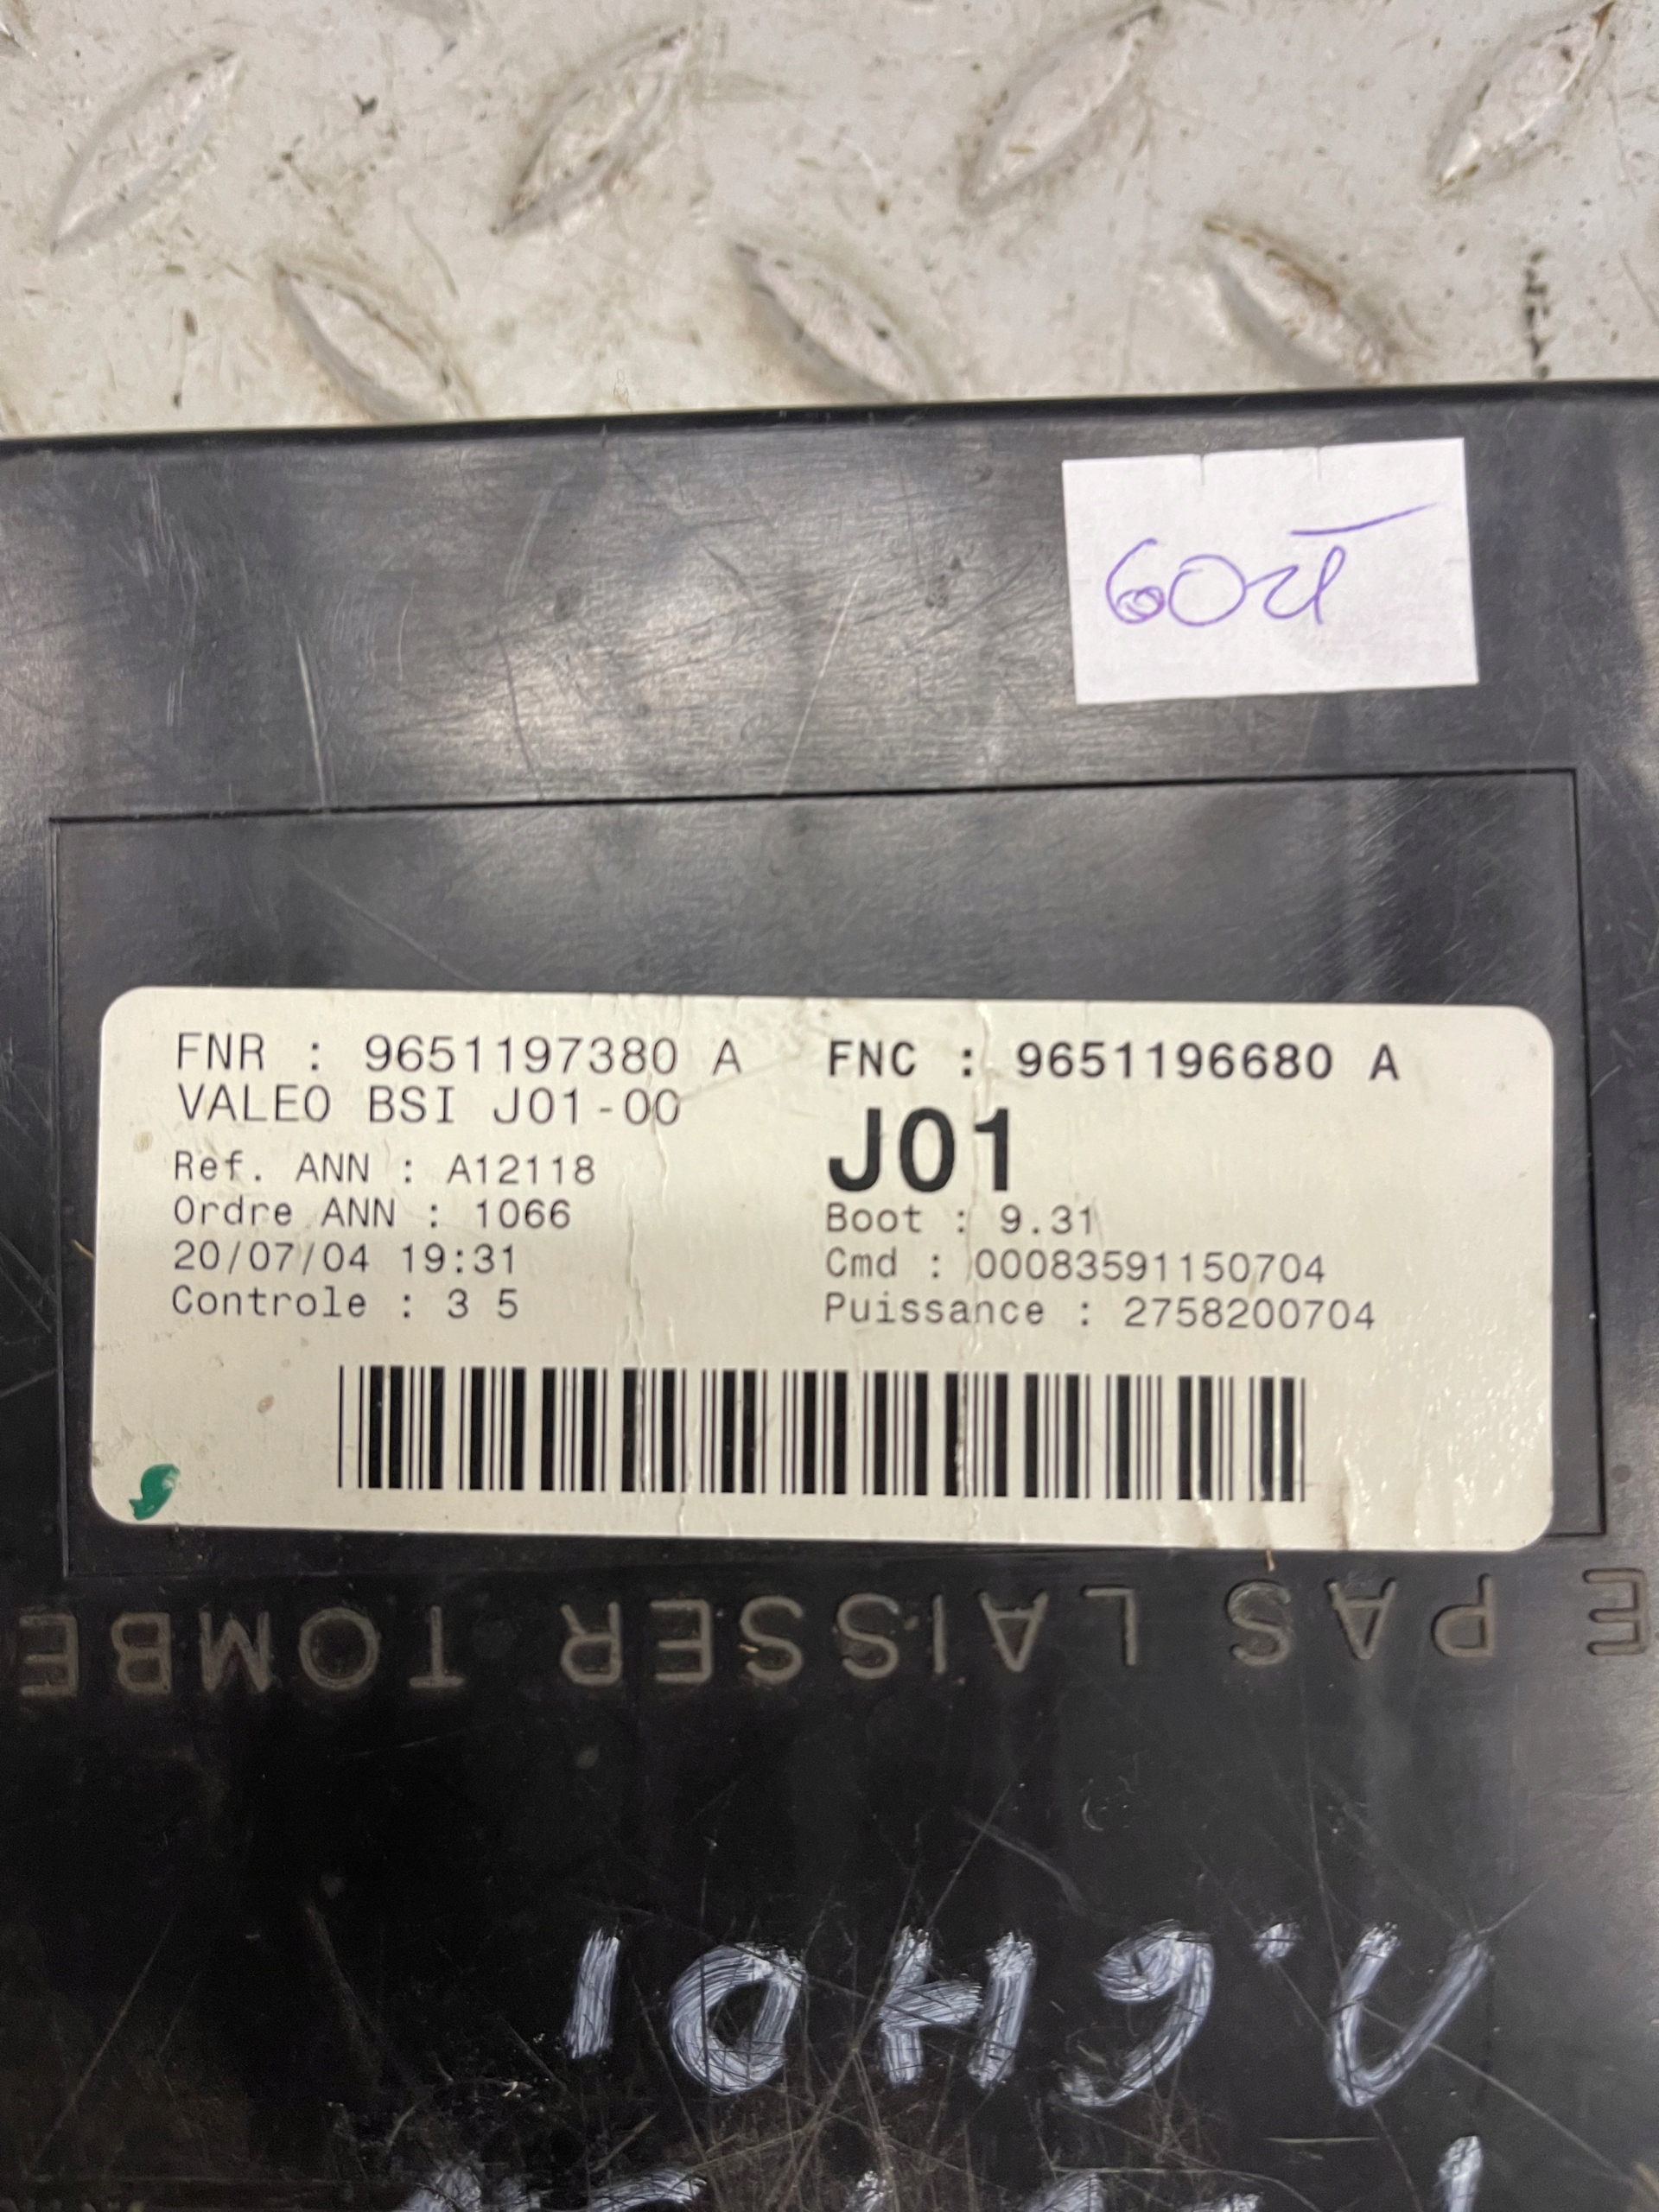 60zł
FNR : 9651197380 A FNC : 9651196680 A
VALEO BSI J01-00 J01
Ref. ANN : A12118
Ordre ANN : 1066 Boot : 9.31
20/07/04 19:31 Cmd : 00083591150704
Controle : 3 5 Puissance : 2758200704
E PAS LAISSER TOMBE